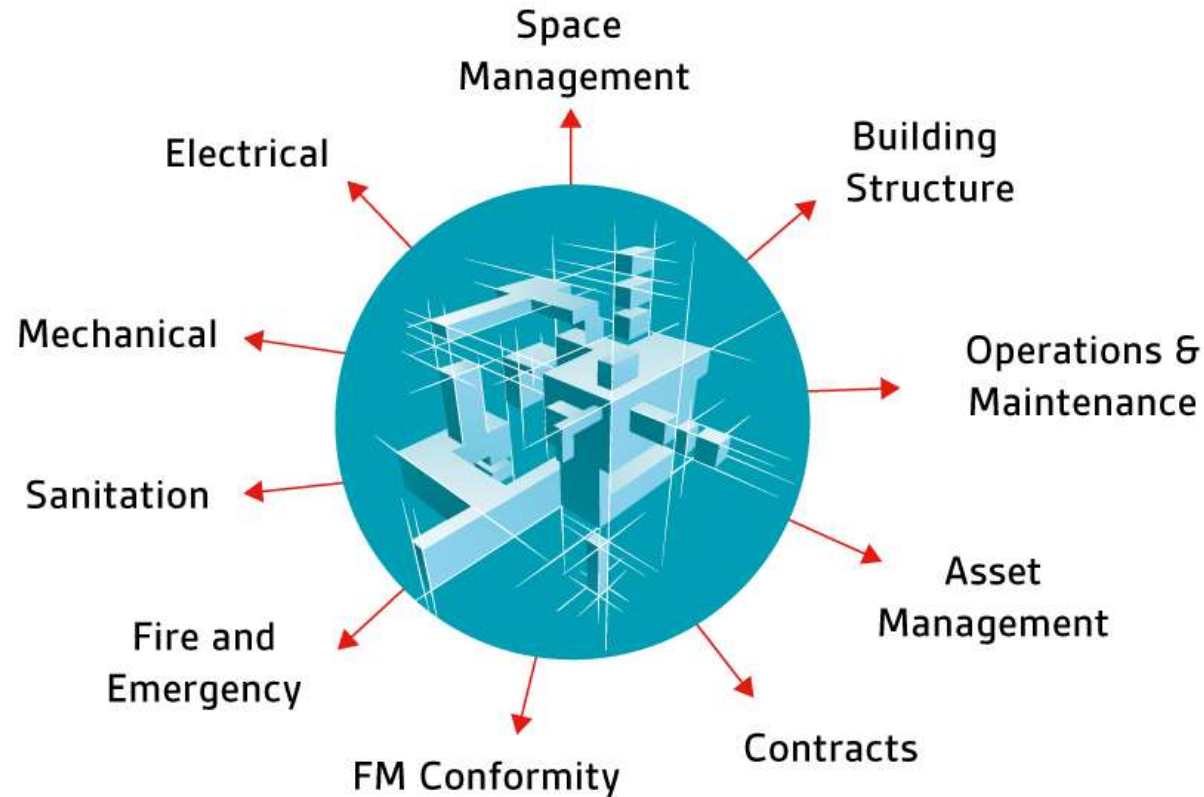 Space
Management
Building
Structure
Operations &
Maintenance
Asset
Management
Contracts
FM Conformity
Fire and
Emergency
Sanitation
Mechanical
Electrical